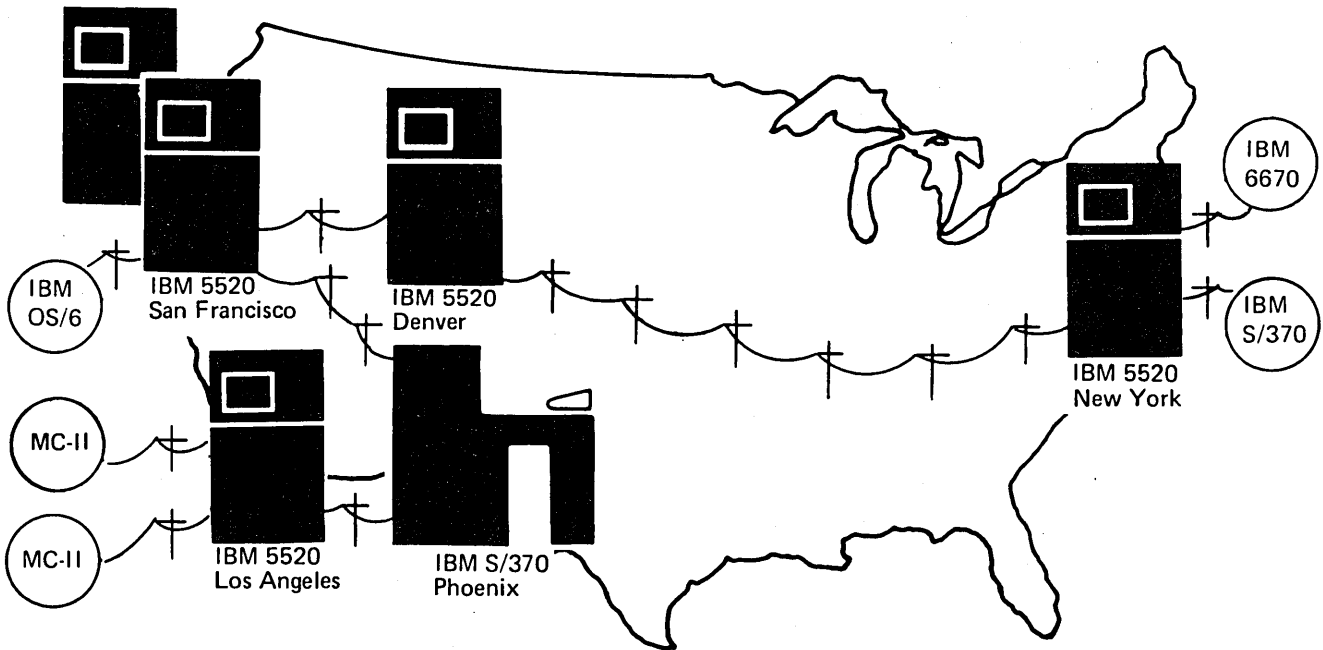 IBM
6670
IBM
OS/6
IBM 5520
San Francisco
IBM 5520
Denver
IBM
S/370
IBM 5520
New York
MC-II
MC-II
IBM 5520
Los Angeles
IBM S/370
Phoenix